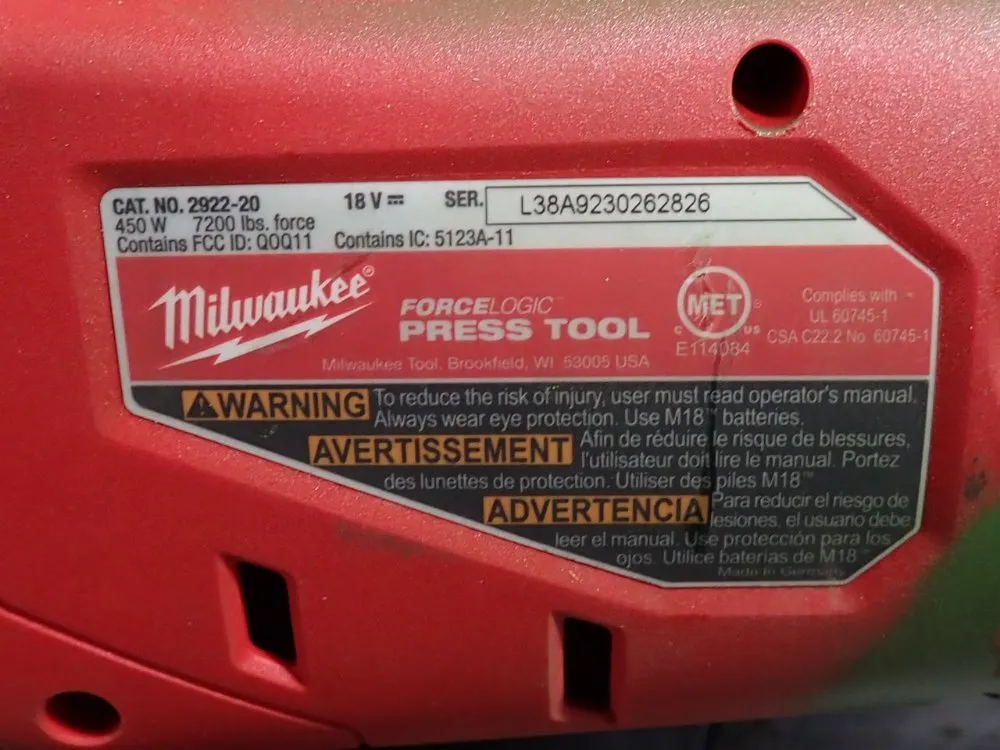 CAT. NO. 2922-20 18 V SER. L38A9230262826
450 W 7200 lbs. force
Contains FCC ID: QOQ11 Contains IC: 5123A-11
Milwaukee®
FORCELOGIC™
PRESS TOOL
Milwaukee Tool, Brookfield, WI 53005 USA
MET®
C US
E114084
Complies with
UL 60745-1
CSA C22.2 No. 60745-1
WARNING To reduce the risk of injury, user must read operator's manual.
Always wear eye protection. Use M18™ batteries.
AVERTISSEMENT Afin de réduire le risque de blessures,
l'utilisateur doit lire le manual. Portez
des lunettes de protection. Utiliser des piles M18™
ADVERTENCIA Para reducir el riesgo de
lesiones, el usuario debe
leer el manual. Use protección para los
ojos. Utilice baterías de M18™
Made In Germany